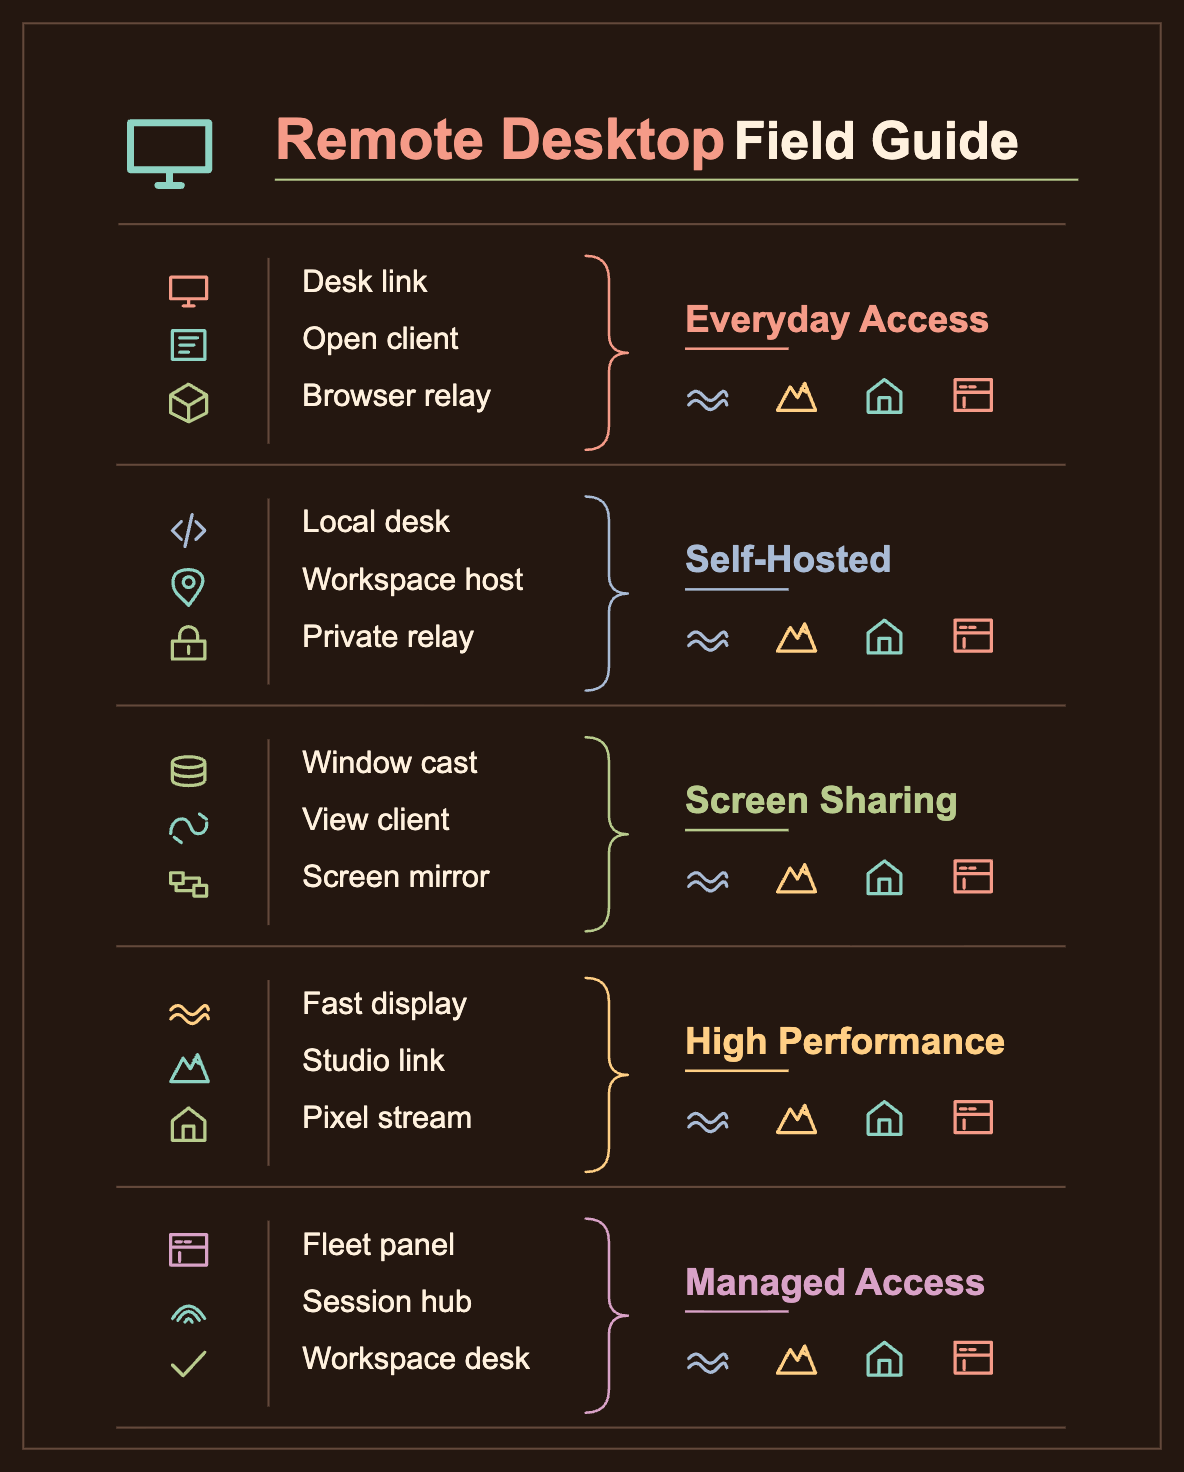 Remote Desktop Field Guide
Desk link
Open client
Browser relay
Everyday Access
Local desk
Workspace host
Private relay
Self-Hosted
Window cast
View client
Screen mirror
Screen Sharing
Fast display
Studio link
Pixel stream
High Performance
Fleet panel
Session hub
Workspace desk
Managed Access